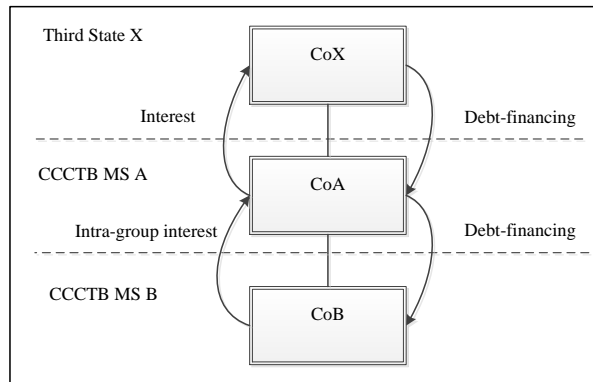 Third State X
CoX
Interest
Debt-financing
CCCTB MS A
CoA
Intra-group interest
Debt-financing
CCCTB MS B
CoB